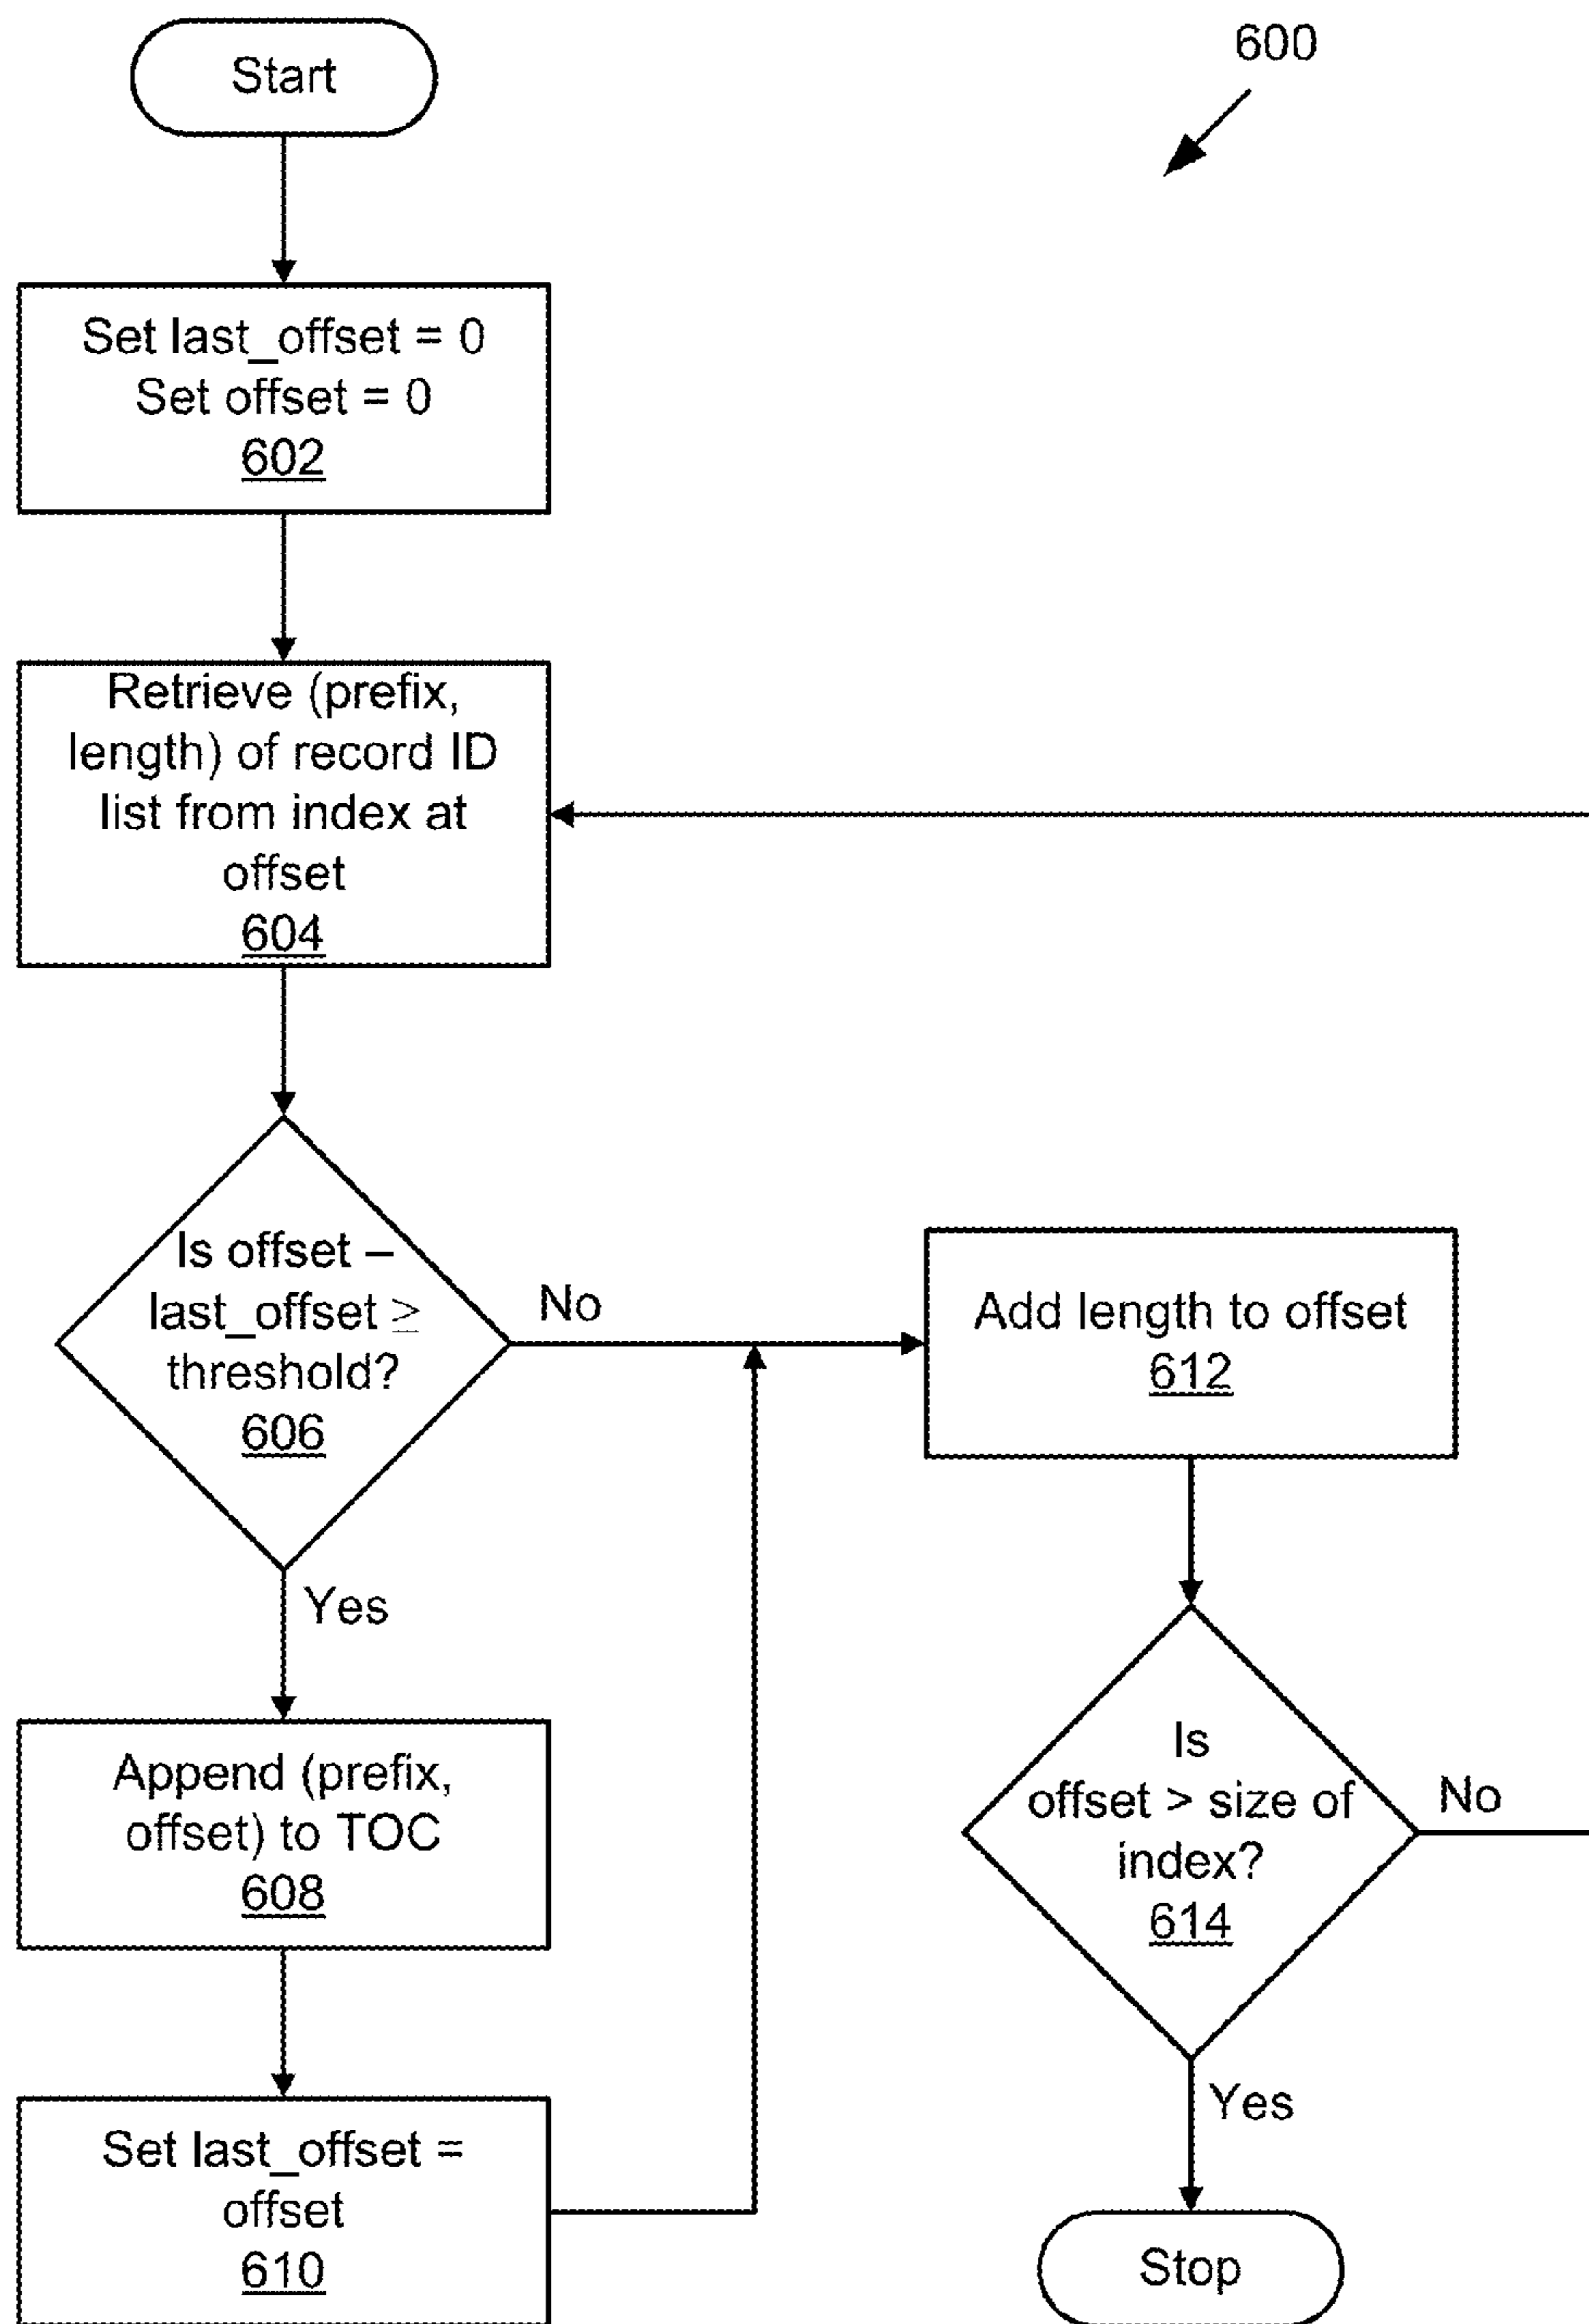 Start
600
Set last_offset = 0
Set offset = 0
602
Retrieve (prefix,
length) of record ID
list from index at
offset
604
Is offset –
last_offset ≥
threshold?
606
No
Yes
Append (prefix,
offset) to TOC
608
Set last_offset =
offset
610
Add length to offset
612
Is
offset > size of
index?
614
No
Yes
Stop